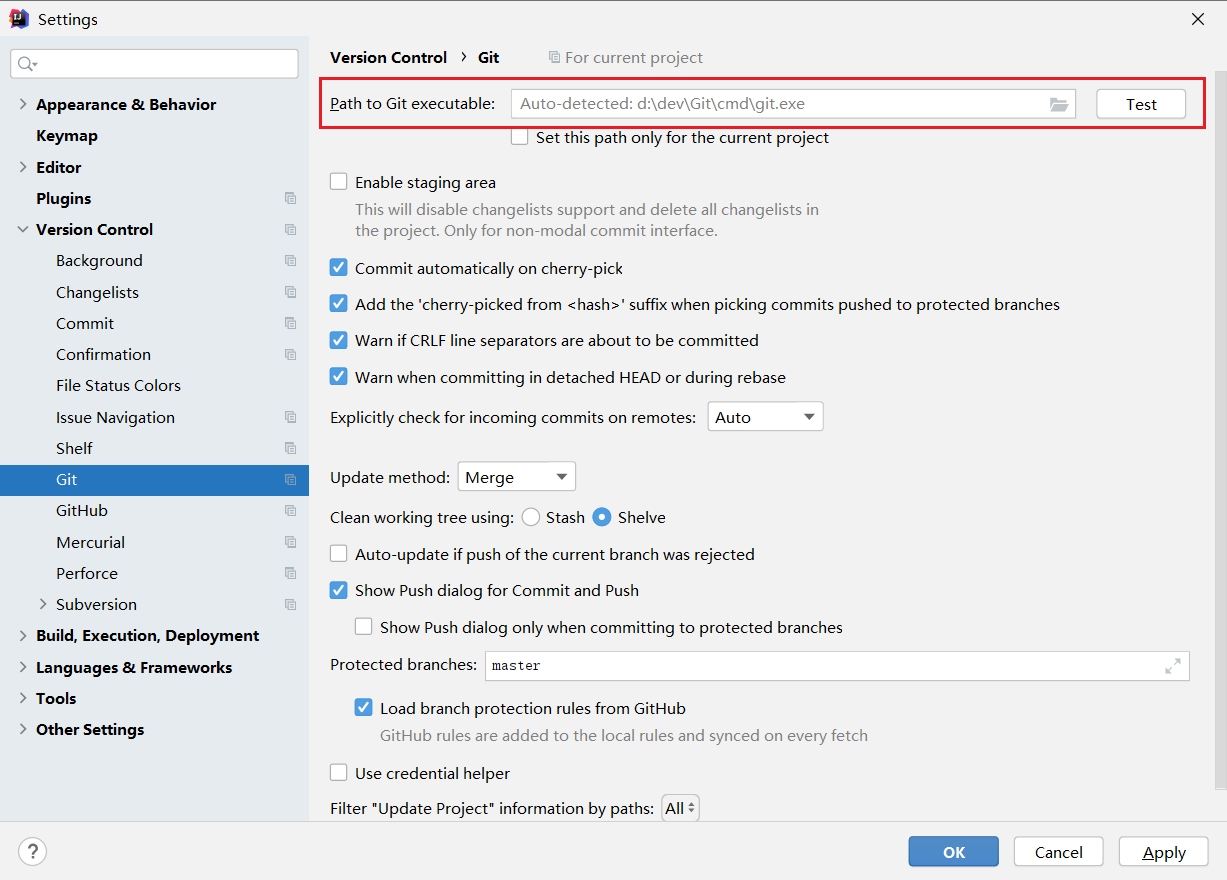 Settings
Version Control › Git For current project
Path to Git executable: Auto-detected: d:\dev\Git\cmd\git.exe Test
Set this path only for the current project
Enable staging area
This will disable changelists support and delete all changelists in
the project. Only for non-modal commit interface.
Commit automatically on cherry-pick
Add the 'cherry-picked from <hash>' suffix when picking commits pushed to protected branches
Warn if CRLF line separators are about to be committed
Warn when committing in detached HEAD or during rebase
Explicitly check for incoming commits on remotes: Auto
Update method: Merge
Clean working tree using: Stash Shelve
Auto-update if push of the current branch was rejected
Show Push dialog for Commit and Push
Show Push dialog only when committing to protected branches
Protected branches: master
Load branch protection rules from GitHub
GitHub rules are added to the local rules and synced on every fetch
Use credential helper
Filter "Update Project" information by paths: All
Appearance & Behavior
Keymap
Editor
Plugins
Version Control
Background
Changelists
Commit
Confirmation
File Status Colors
Issue Navigation
Shelf
Git
GitHub
Mercurial
Perforce
Subversion
Build, Execution, Deployment
Languages & Frameworks
Tools
Other Settings
? OK Cancel Apply